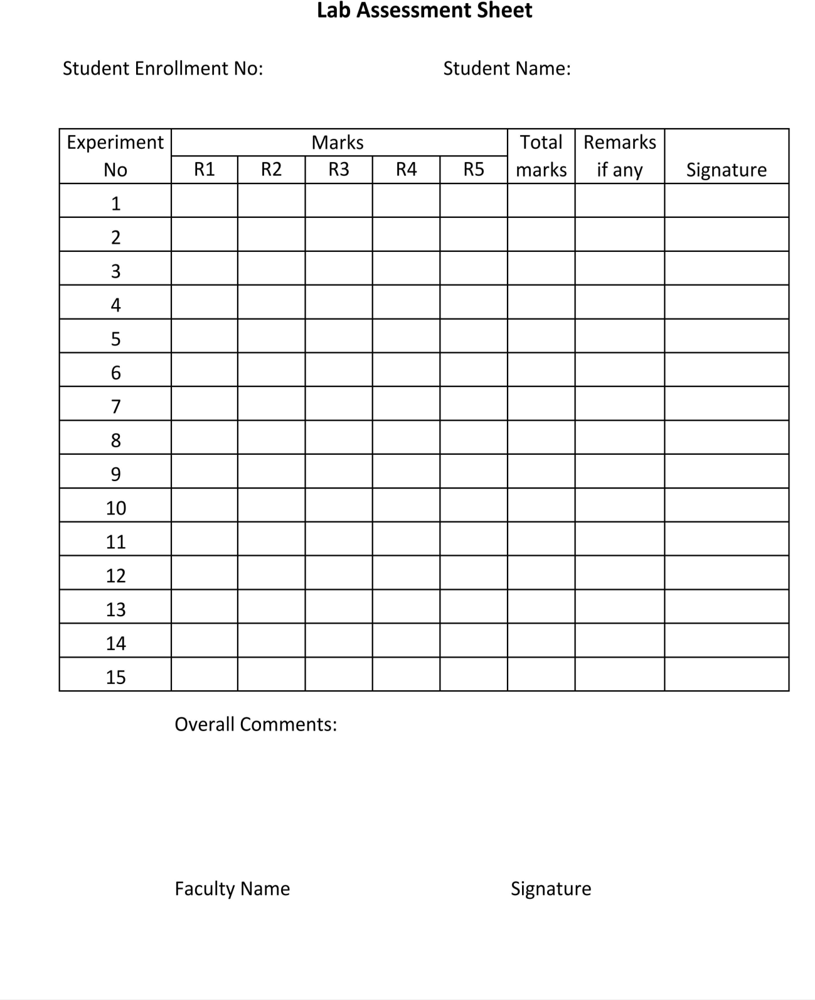 Lab Assessment Sheet
Student Enrollment No: Student Name:
Experiment No Marks Total marks Remarks if any Signature
R1 R2 R3 R4 R5
1
2
3
4
5
6
7
8
9
10
11
12
13
14
15
Overall Comments:
Faculty Name Signature